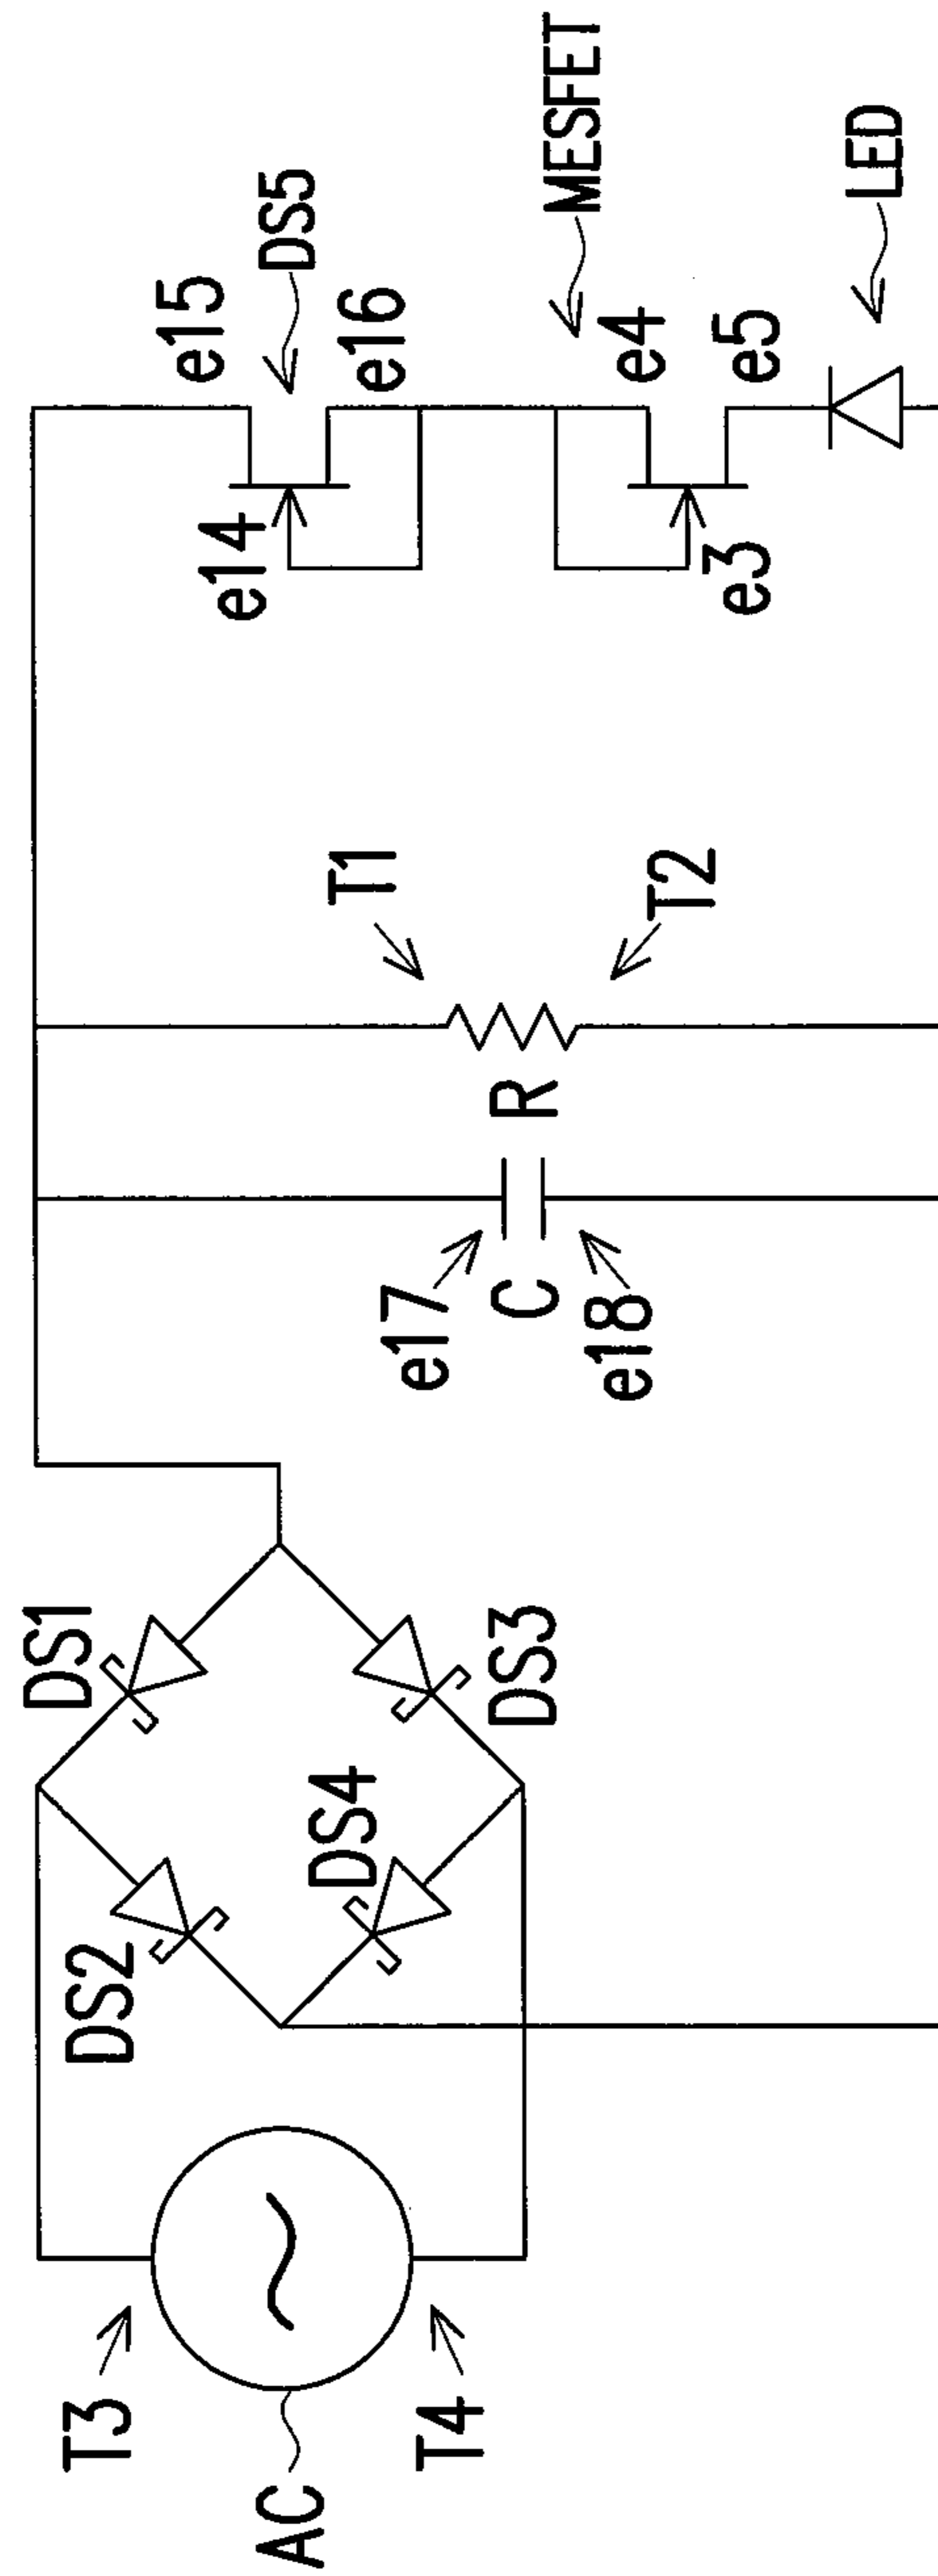 AC
T3
T4
DS2
DS4
DS1
DS3
e17
C
e18
R
T1
T2
e14
e3
e15
e16
e4
e5
DS5
MESFET
LED